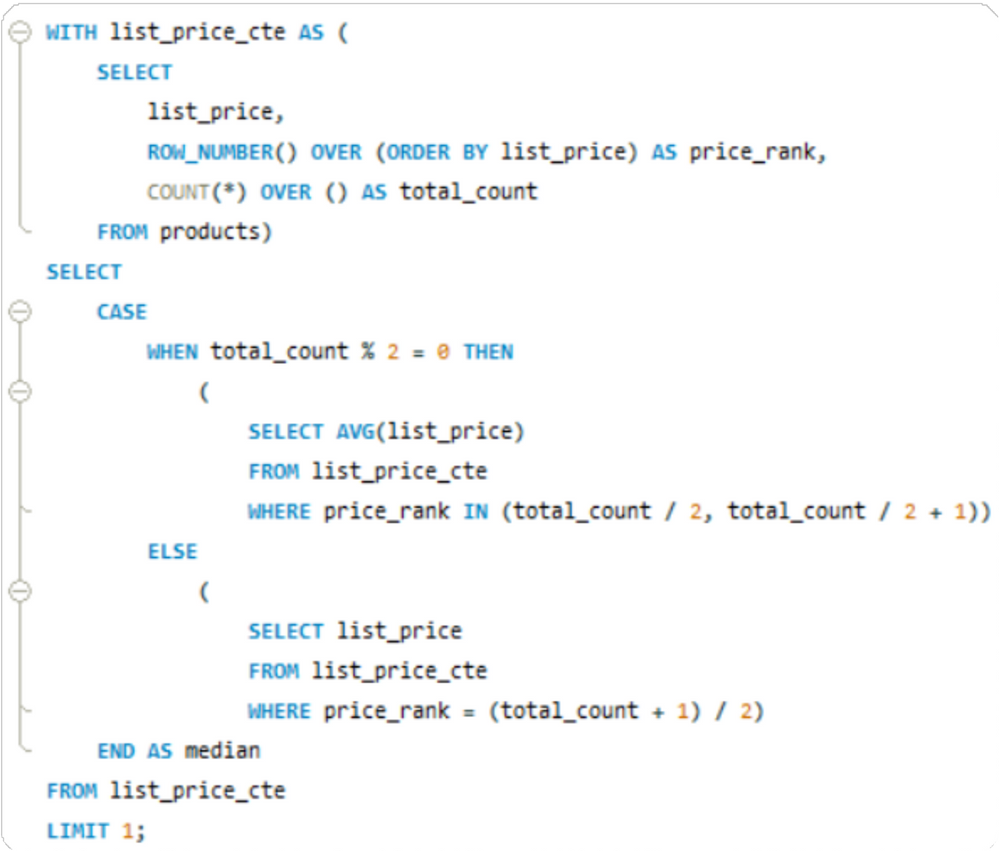 WITH list_price_cte AS (
    SELECT
        list_price,
        ROW_NUMBER() OVER (ORDER BY list_price) AS price_rank,
        COUNT(*) OVER () AS total_count
    FROM products)
SELECT
    CASE
        WHEN total_count % 2 = 0 THEN
            (
                SELECT AVG(list_price)
                FROM list_price_cte
                WHERE price_rank IN (total_count / 2, total_count / 2 + 1))
        ELSE
            (
                SELECT list_price
                FROM list_price_cte
                WHERE price_rank = (total_count + 1) / 2)
    END AS median
FROM list_price_cte
LIMIT 1;